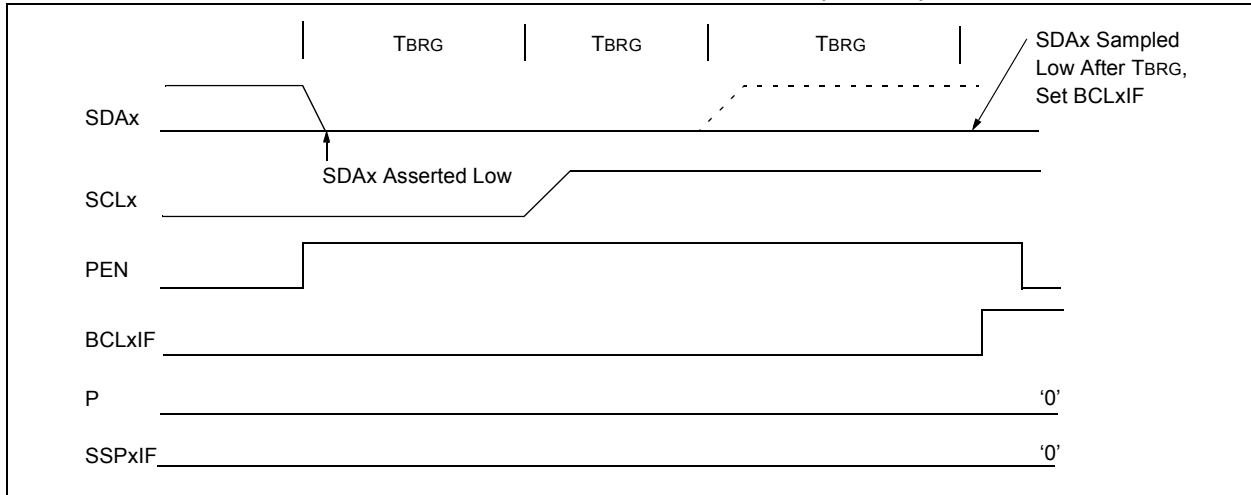 TBRG TBRG TBRG
SDAx Sampled
Low After TBRG,
Set BCLxIF
SDAx
SDAx Asserted Low
SCLx
PEN
BCLxIF
P ‘0’
SSPxIF ‘0’